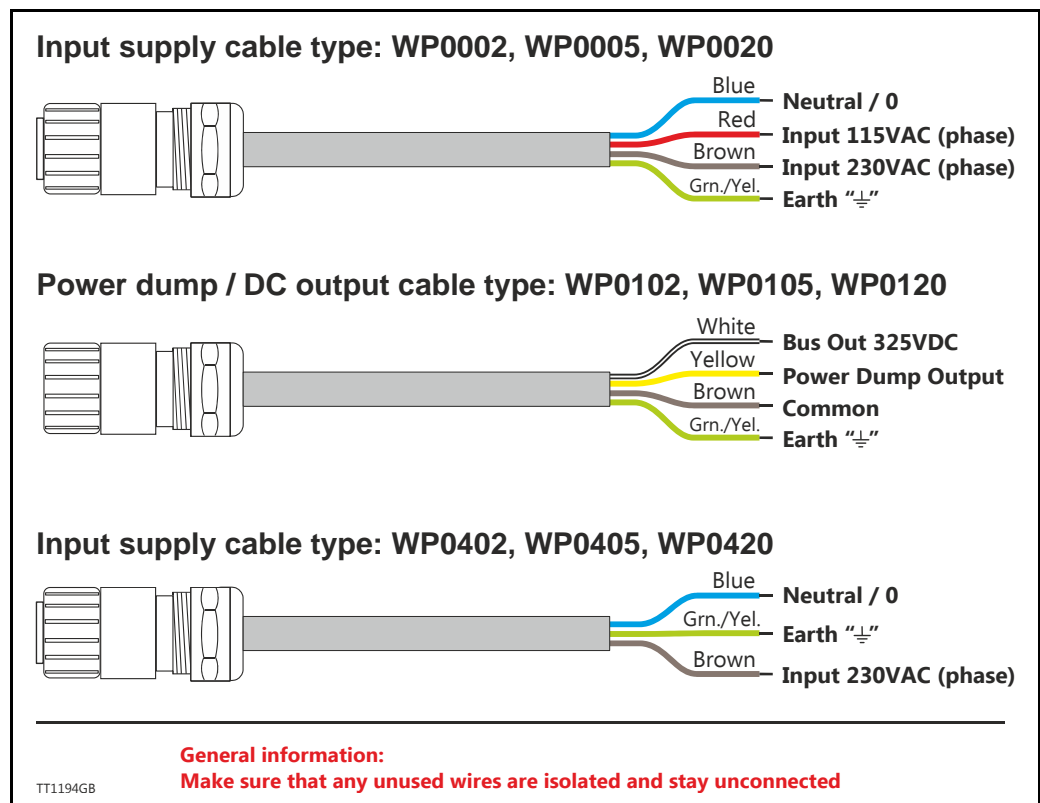 Input supply cable type: WP0002, WP0005, WP0020
Blue
Neutral / 0
Red
Input 115VAC (phase)
Brown
Input 230VAC (phase)
Grn./Yel.
Earth “⏚”
Power dump / DC output cable type: WP0102, WP0105, WP0120
White
Bus Out 325VDC
Yellow
Power Dump Output
Brown
Common
Grn./Yel.
Earth “⏚”
Input supply cable type: WP0402, WP0405, WP0420
Blue
Neutral / 0
Grn./Yel.
Earth “⏚”
Brown
Input 230VAC (phase)
General information:
Make sure that any unused wires are isolated and stay unconnected
TT1194GB